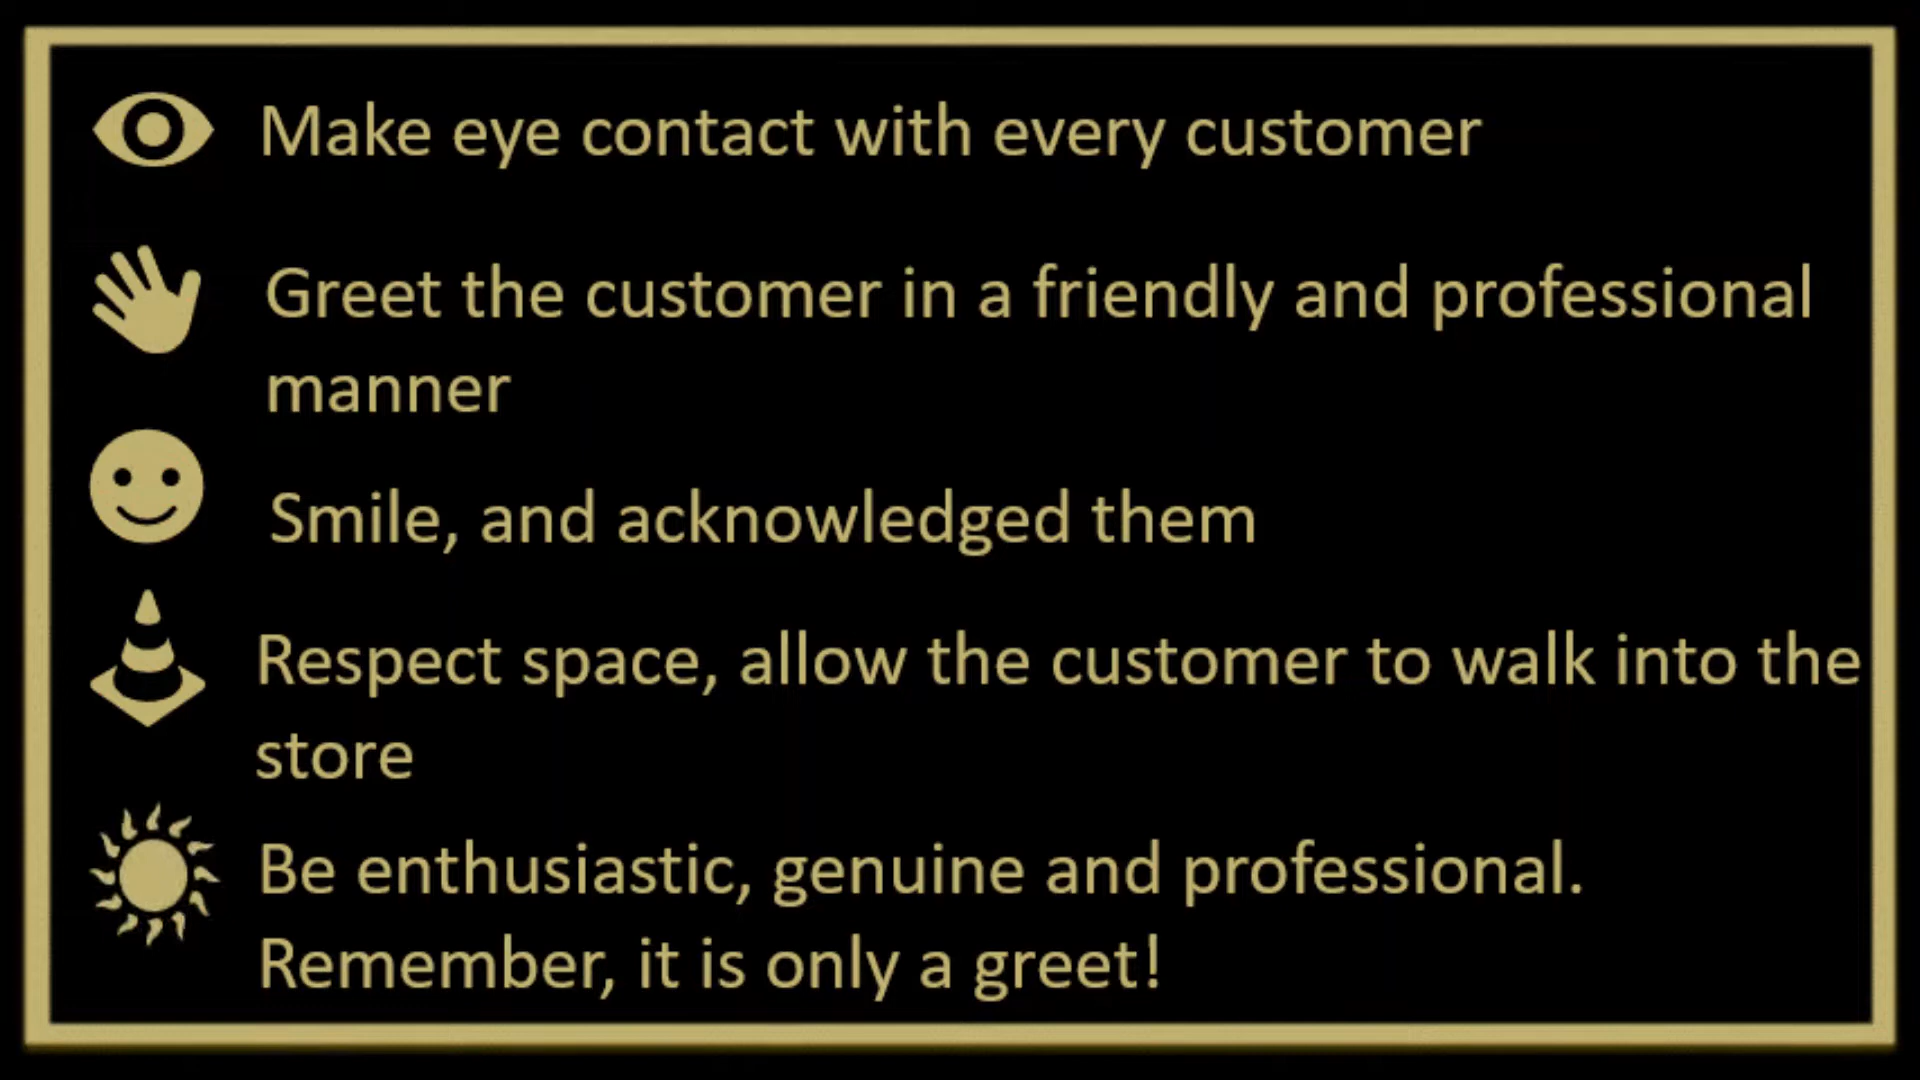 Make eye contact with every customer
Greet the customer in a friendly and professional
manner
Smile, and acknowledged them
Respect space, allow the customer to walk into the
store
Be enthusiastic, genuine and professional.
Remember, it is only a greet!